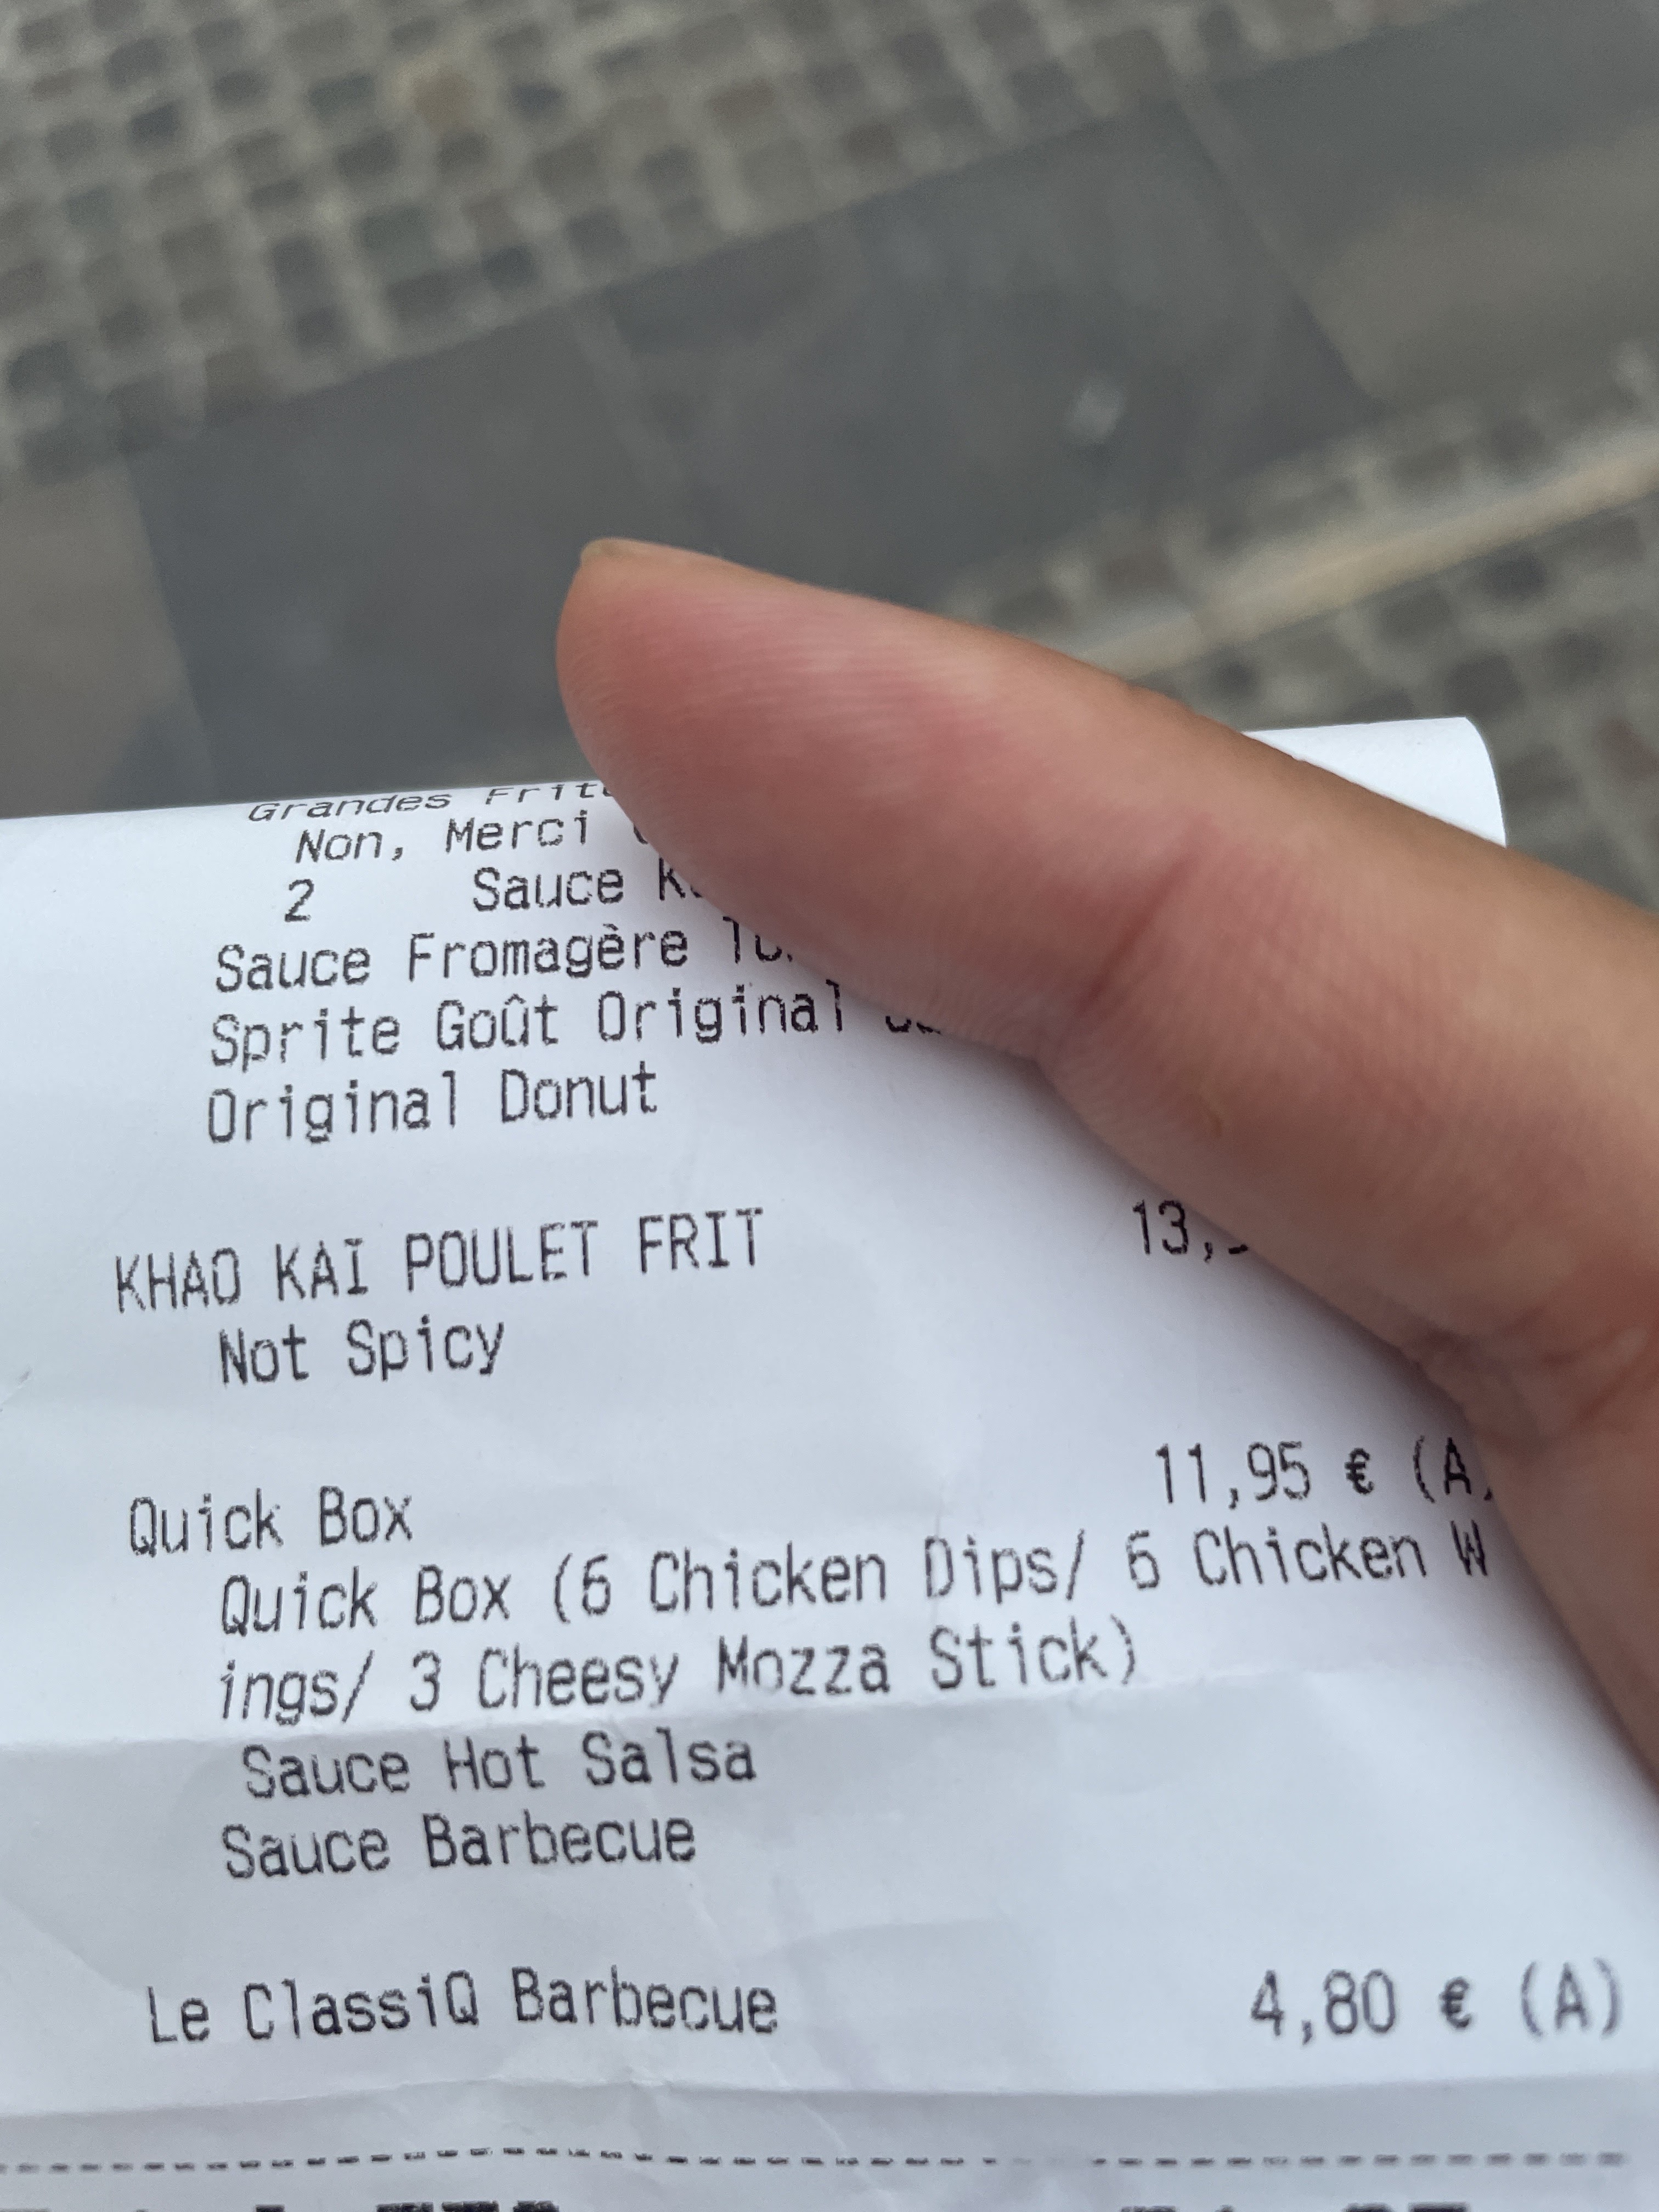 Grandes
Non, Merci
2 Sauce
Sauce Fromagère
Sprite Goût Original
Original Donut
KHAO KAI POULET FRIT
Not Spicy
Quick Box 11,95 € (A
Quick Box (6 Chicken Dips/ 6 Chicken W
ings/ 3 Cheesy Mozza Stick)
Sauce Hot Salsa
Sauce Barbecue
Le ClassiQ Barbecue 4,80 € (A)